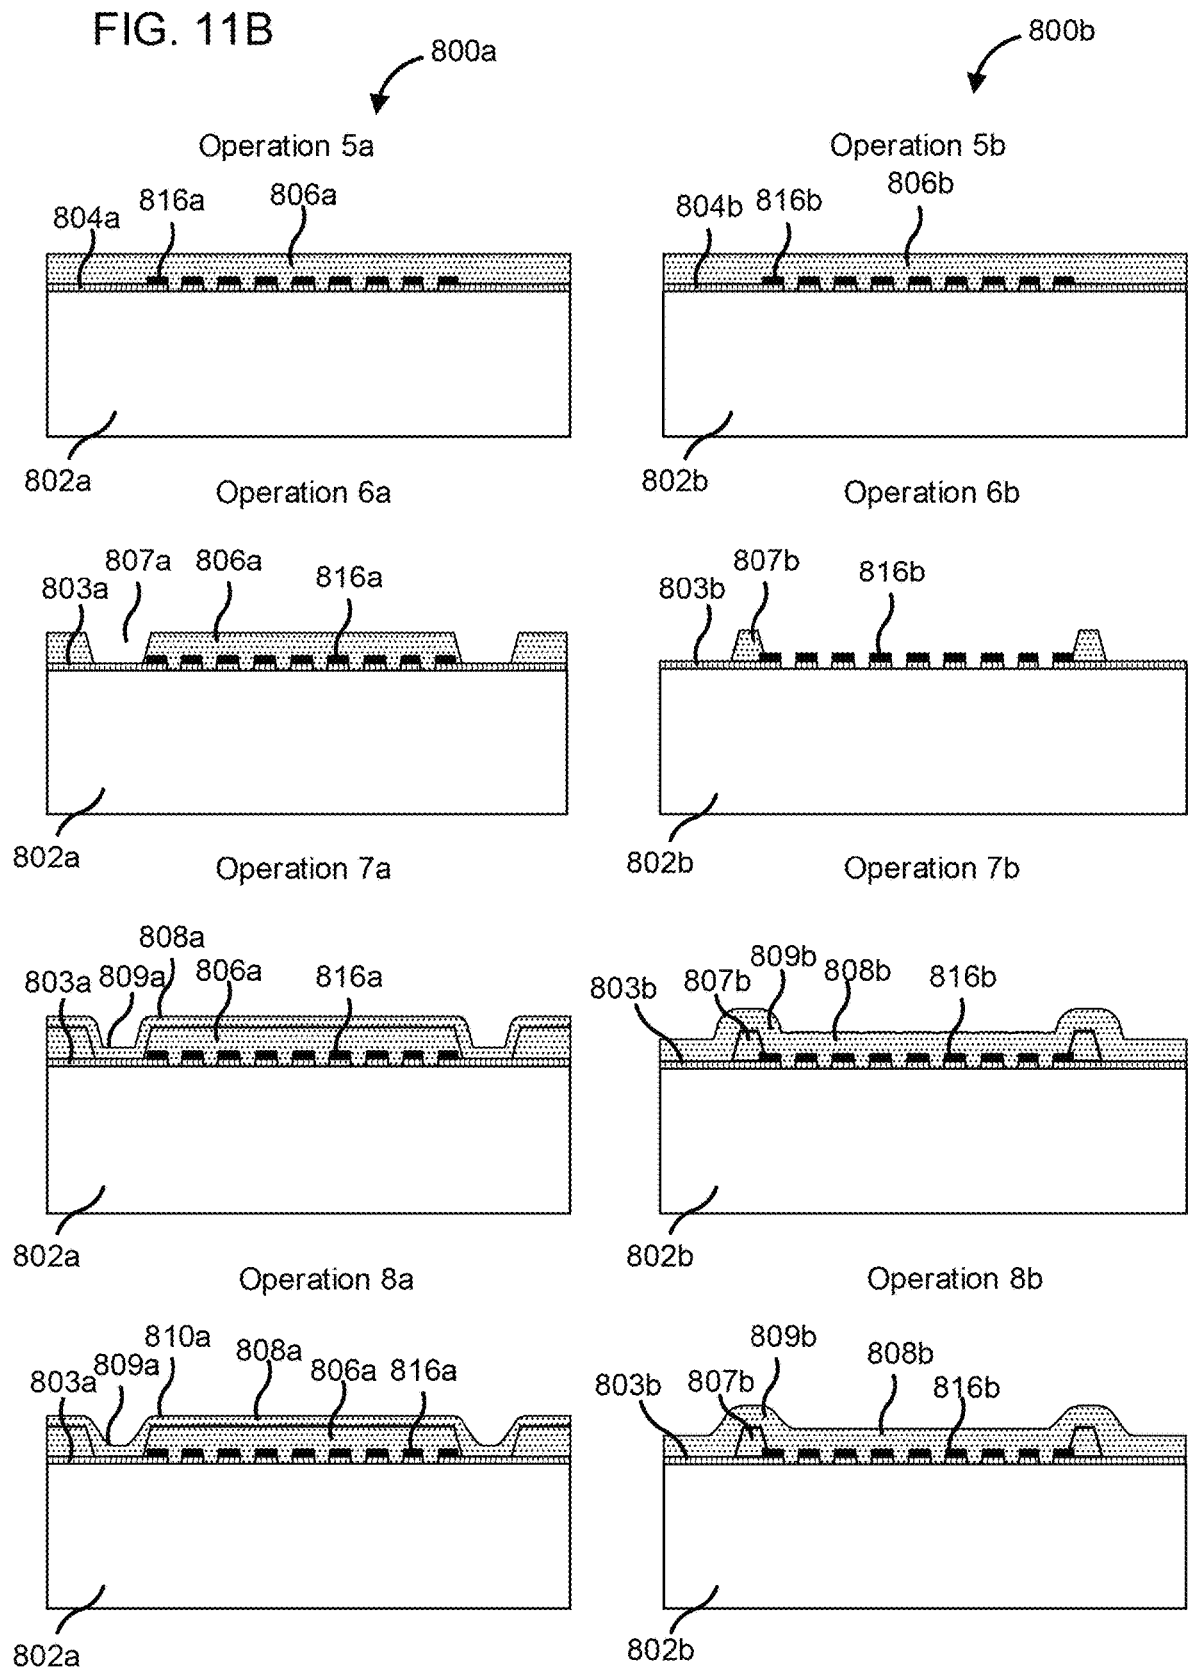 FIG. 11B
800a
800b
Operation 5a
Operation 5b
804a 816a 806a
804b 816b 806b
802a
802b
Operation 6a
Operation 6b
803a 807a 806a 816a
803b 807b 816b
802a
802b
Operation 7a
Operation 7b
803a 809a 808a 806a 816a
803b 807b 809b 808b 816b
802a
802b
Operation 8a
Operation 8b
803a 809a 810a 808a 806a 816a
803b 807b 809b 808b 816b
802a
802b